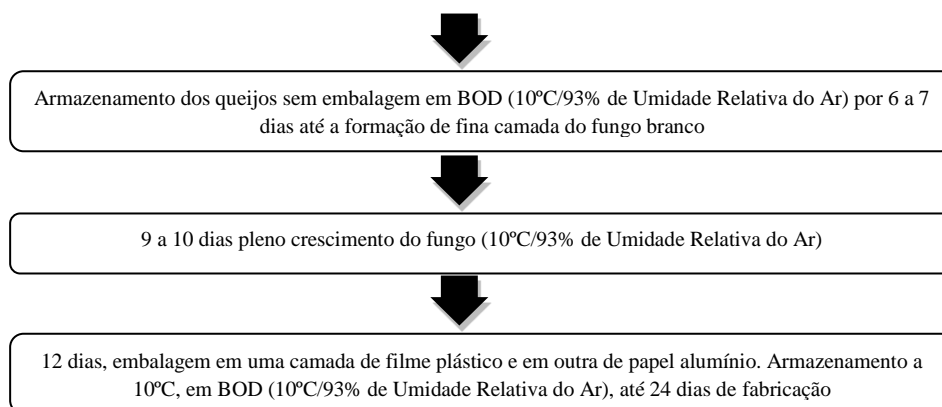 Armazenamento dos queijos sem embalagem em BOD (10ºC/93% de Umidade Relativa do Ar) por 6 a 7
dias até a formação de fina camada do fungo branco
9 a 10 dias pleno crescimento do fungo (10ºC/93% de Umidade Relativa do Ar)
12 dias, embalagem em uma camada de filme plástico e em outra de papel alumínio. Armazenamento a
10ºC, em BOD (10ºC/93% de Umidade Relativa do Ar), até 24 dias de fabricação